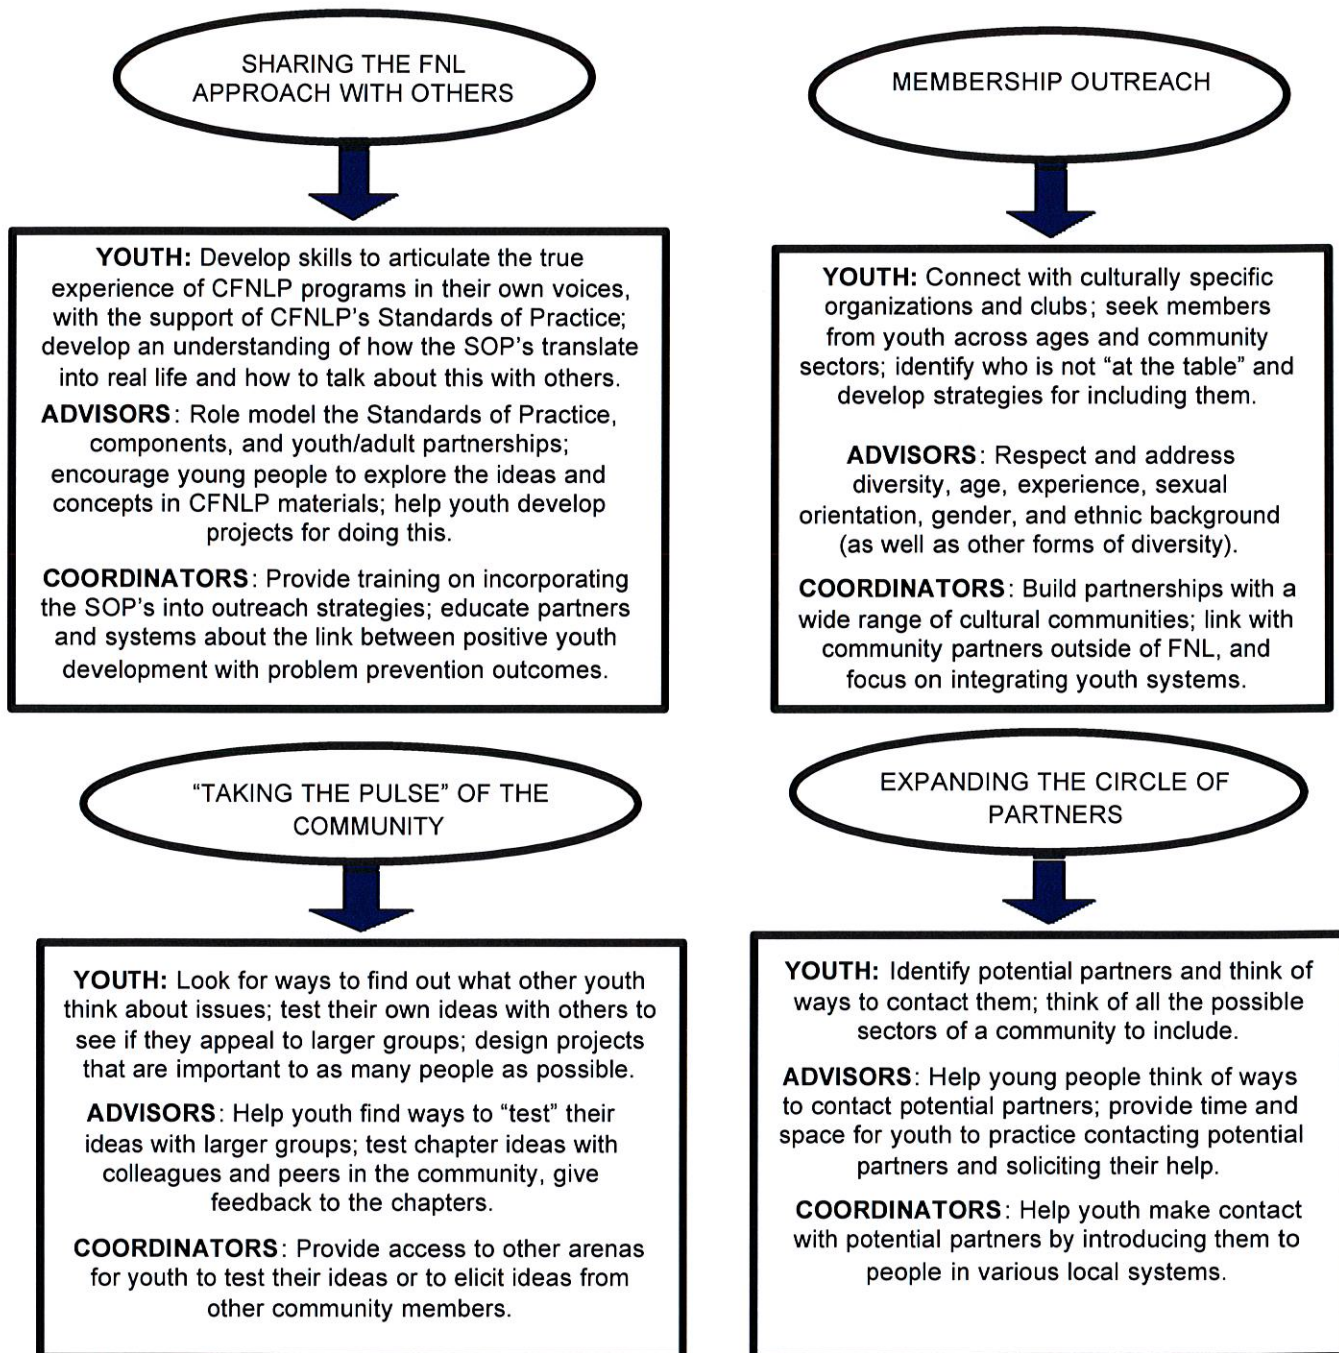 SHARING THE FNL
APPROACH WITH OTHERS
YOUTH: Develop skills to articulate the true
experience of CFNLP programs in their own voices,
with the support of CFNLP's Standards of Practice;
develop an understanding of how the SOP's translate
into real life and how to talk about this with others.
ADVISORS: Role model the Standards of Practice,
components, and youth/adult partnerships;
encourage young people to explore the ideas and
concepts in CFNLP materials; help youth develop
projects for doing this.
COORDINATORS: Provide training on incorporating
the SOP's into outreach strategies; educate partners
and systems about the link between positive youth
development with problem prevention outcomes.
MEMBERSHIP OUTREACH
YOUTH: Connect with culturally specific
organizations and clubs; seek members
from youth across ages and community
sectors; identify who is not "at the table" and
develop strategies for including them.
ADVISORS: Respect and address
diversity, age, experience, sexual
orientation, gender, and ethnic background
(as well as other forms of diversity).
COORDINATORS: Build partnerships with a
wide range of cultural communities; link with
community partners outside of FNL, and
focus on integrating youth systems.
"TAKING THE PULSE" OF THE
COMMUNITY
YOUTH: Look for ways to find out what other youth
think about issues; test their own ideas with others to
see if they appeal to larger groups; design projects
that are important to as many people as possible.
ADVISORS: Help youth find ways to "test" their
ideas with larger groups; test chapter ideas with
colleagues and peers in the community, give
feedback to the chapters.
COORDINATORS: Provide access to other arenas
for youth to test their ideas or to elicit ideas from
other community members.
EXPANDING THE CIRCLE OF
PARTNERS
YOUTH: Identify potential partners and think of
ways to contact them; think of all the possible
sectors of a community to include.
ADVISORS: Help young people think of ways
to contact potential partners; provide time and
space for youth to practice contacting potential
partners and soliciting their help.
COORDINATORS: Help youth make contact
with potential partners by introducing them to
people in various local systems.